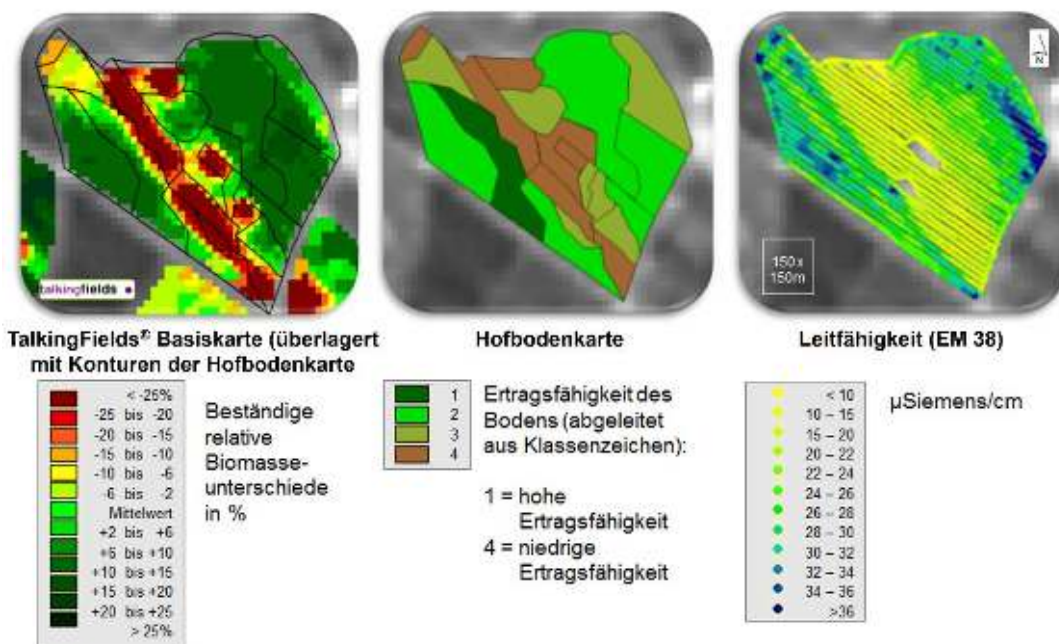 talkingfields
N
150 x
150m
TalkingFields® Basiskarte (überlagert
mit Konturen der Hofbodenkarte
Hofbodenkarte
Leitfähigkeit (EM 38)
< -25%
-25 bis -20
-20 bis -15
-15 bis -10
-10 bis -6
-6 bis -2
Mittelwert
+2 bis +6
+6 bis +10
+10 bis +15
+15 bis +20
+20 bis +25
> 25%
Beständige
relative
Biomasse-
unterschiede
in %
1
2
3
4
Ertragsfähigkeit des
Bodens (abgeleitet
aus Klassenzeichen):
1 = hohe
Ertragsfähigkeit
4 = niedrige
Ertragsfähigkeit
< 10
10 – 15
15 – 20
20 – 22
22 – 24
24 – 26
26 – 28
28 – 30
30 – 32
32 – 34
34 – 36
>36
µSiemens/cm